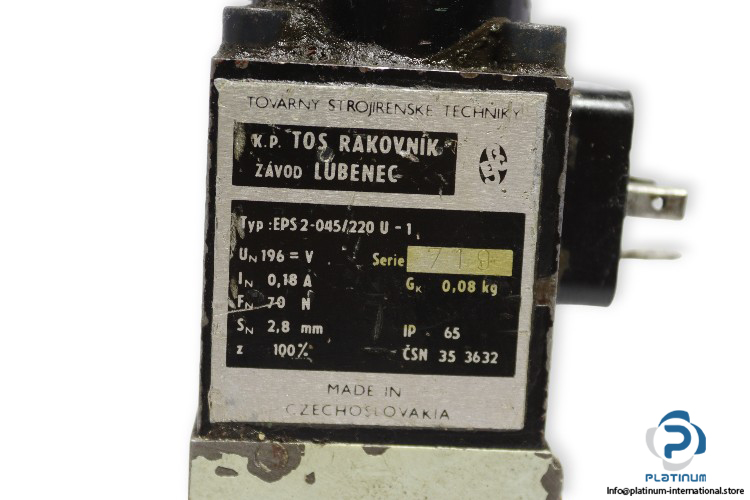 TOVARNY STROJIRENSKE TECHNIKY
K.P. TOS RAKOVNÍK
ZÁVOD LUBENEC
Typ : EPS 2-045/220 U - 1
UN 196 = V Serie 719
IN 0,18 A GK 0,08 kg
FN 70 N
SN 2,8 mm IP 65
z 100% ČSN 35 3632
MADE IN
CZECHOSLOVAKIA
PLATINUM
Info@platinum-international.store